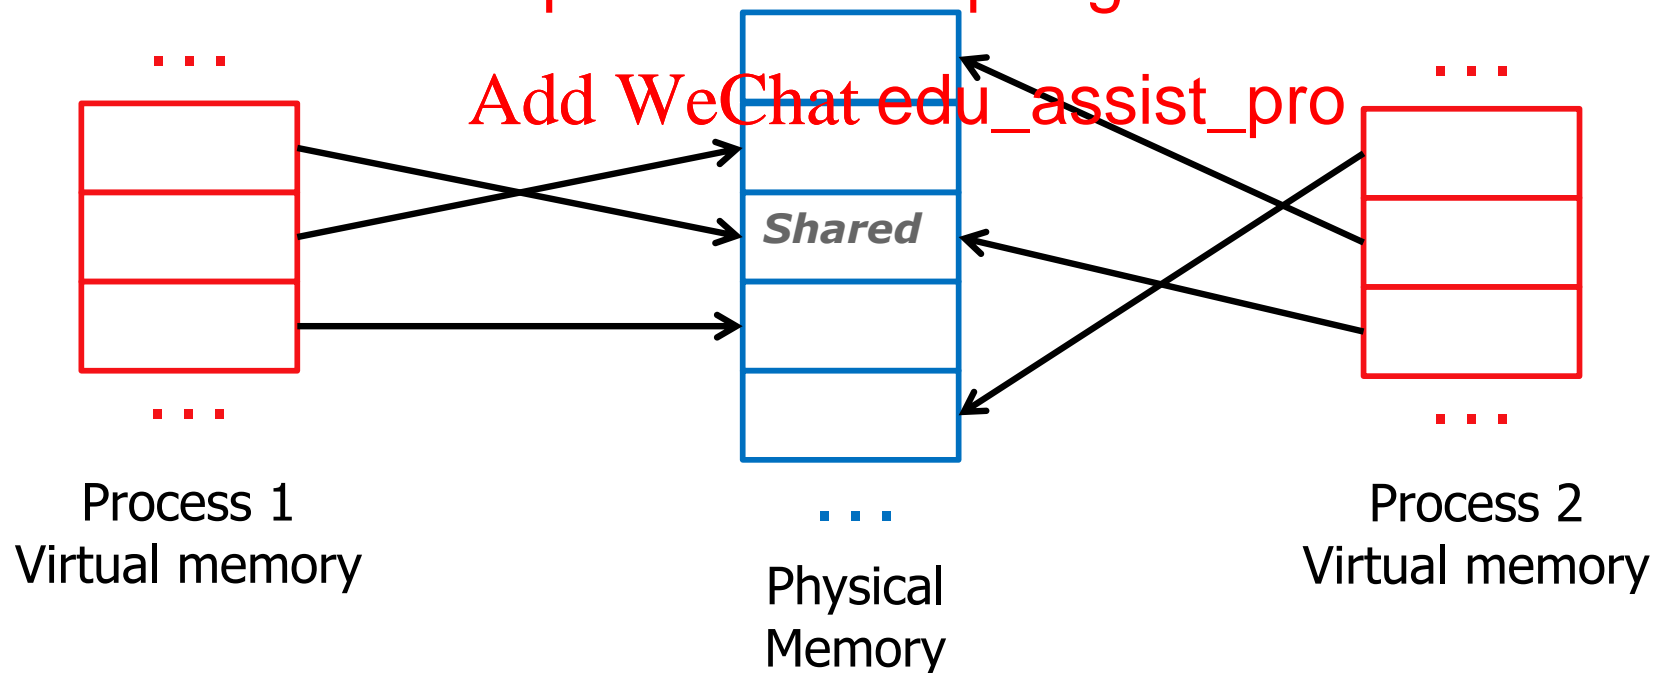 . . .
. . .
Add WeChat edu_assist_pro
Shared
. . .
. . .
Process 1
Virtual memory
. . .
Physical
Memory
Process 2
Virtual memory